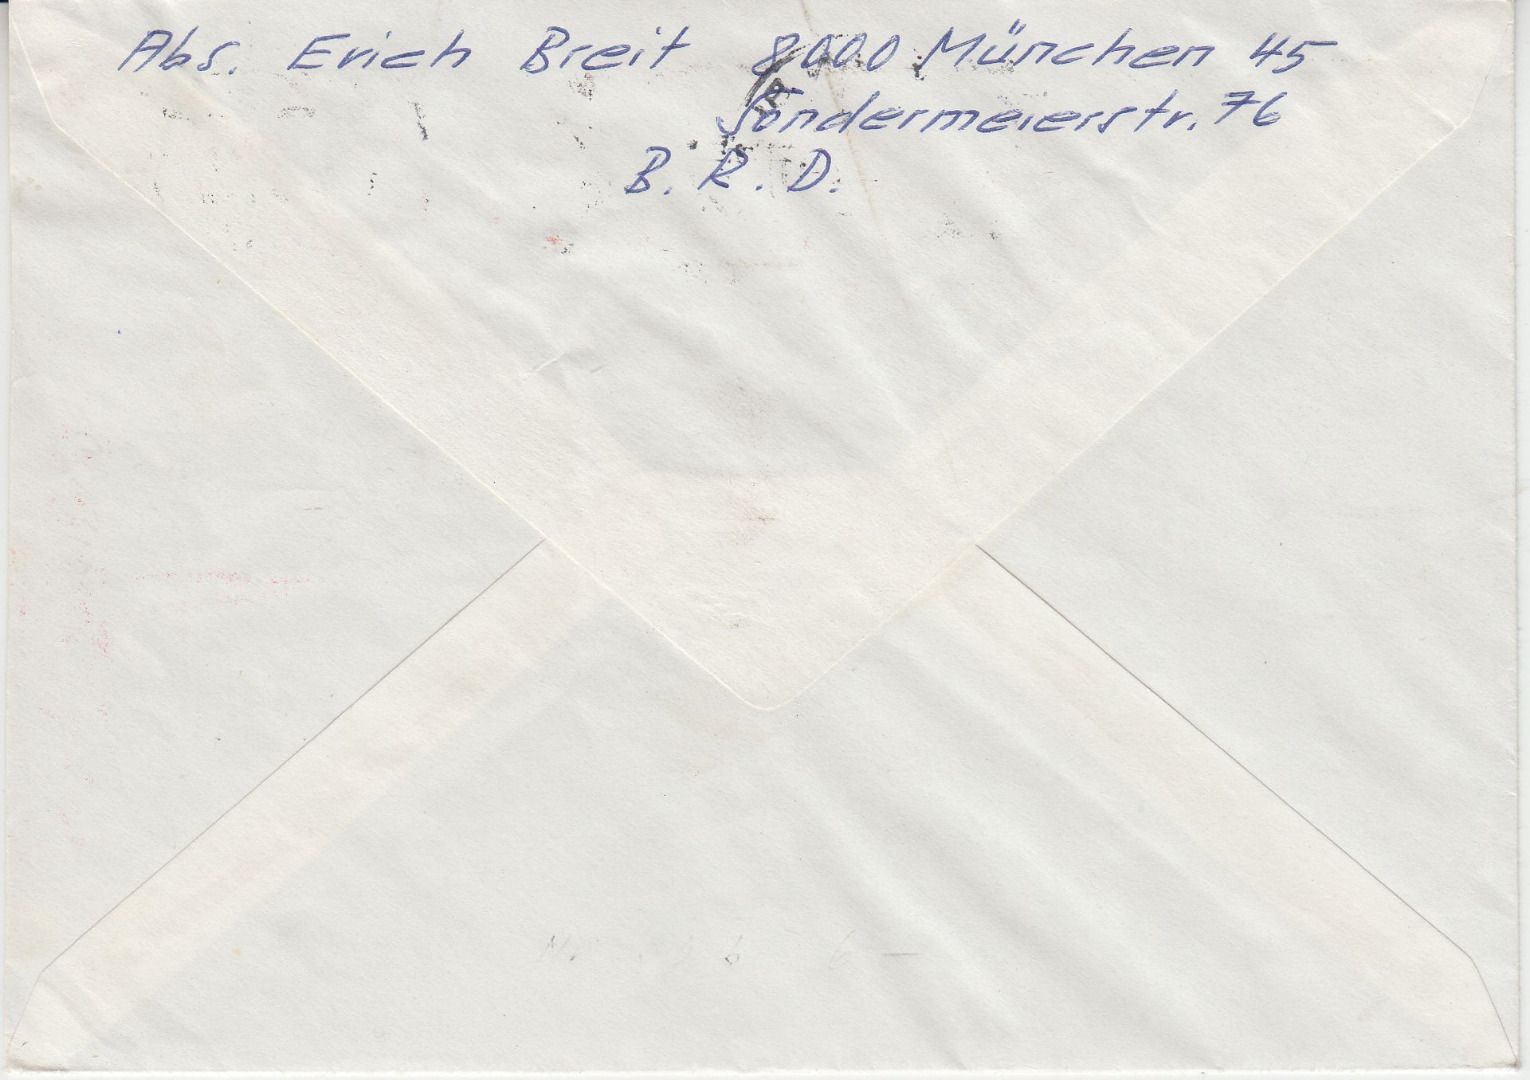 Abs. Erich Breit 8000 München 45
Sondermeierstr. 76
B. R. D.